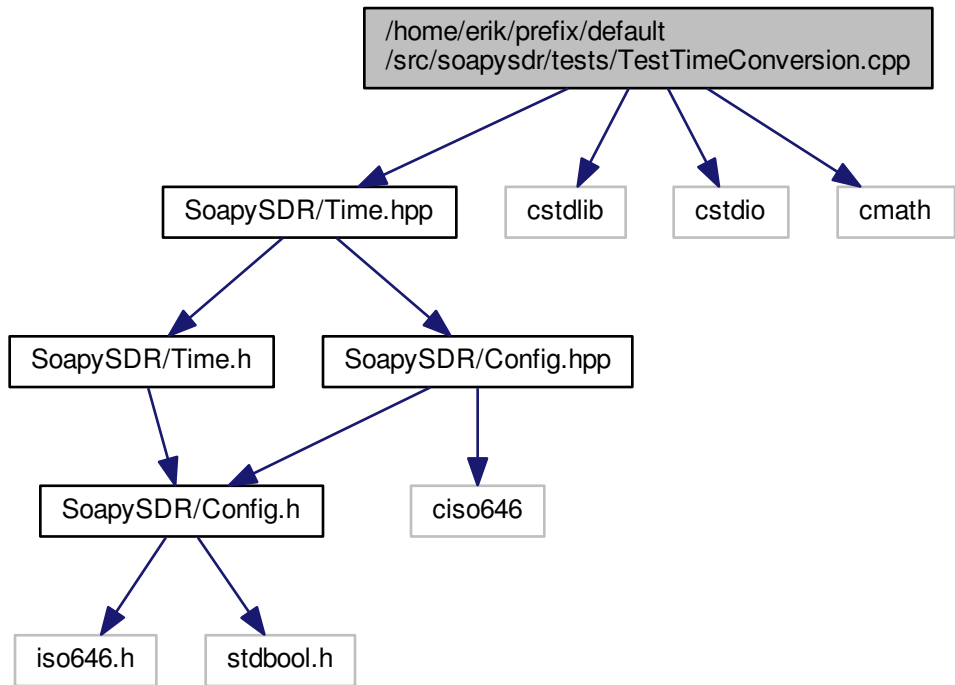 /home/erik/prefix/default
/src/soapysdr/tests/TestTimeConversion.cpp
SoapySDR/Time.hpp
cstdlib
cstdio
cmath
SoapySDR/Time.h
SoapySDR/Config.hpp
SoapySDR/Config.h
ciso646
iso646.h
stdbool.h